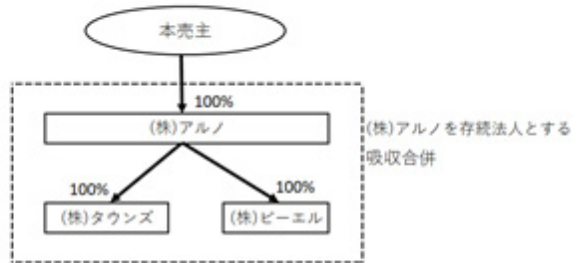 本売主
100%
(株)アルノ
(株)アルノを存続法人とする
吸収合併
100%
100%
(株)タウンズ
(株)ピーエル